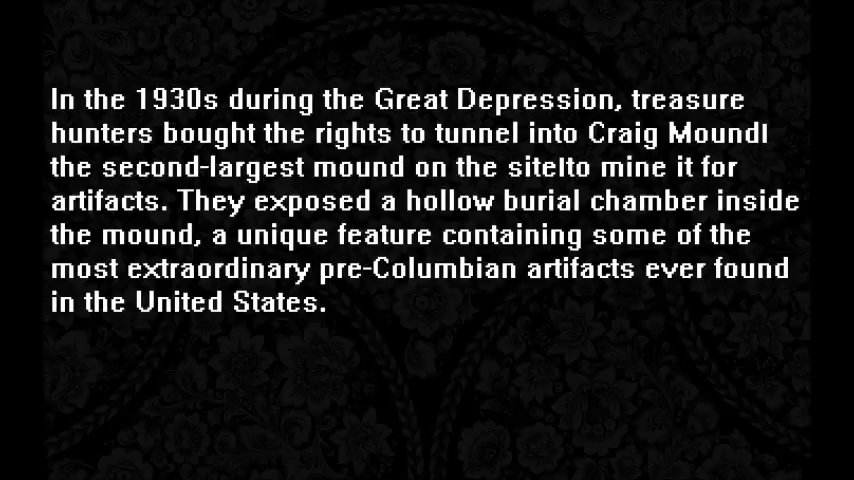 In the 1930s during the Great Depression, treasure
hunters bought the rights to tunnel into Craig Moundl
the second-largest mound on the sitelto mine it for
artifacts. They exposed a hollow burial chamber inside
the mound, a unique feature containing some of the
most extraordinary pre-Columbian artifacts ever found
in the United States.